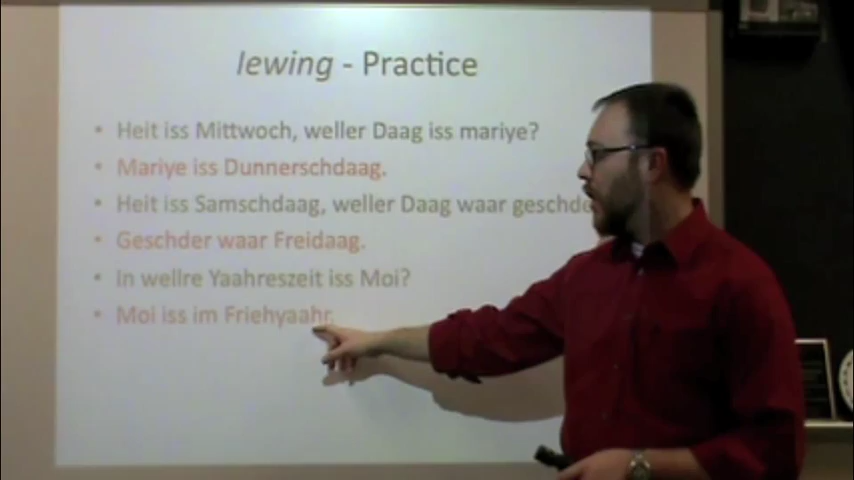 Iewing - Practice
• Heit iss Mittwoch, weller Daag iss mariye?
• Mariye iss Dunnerschdaag.
• Heit iss Samschdaag, weller Daag waar
• Geschder waar Freidaag.
• In wellre Yaahreszeit iss Moi?
• Moi iss im Friehyaahr.